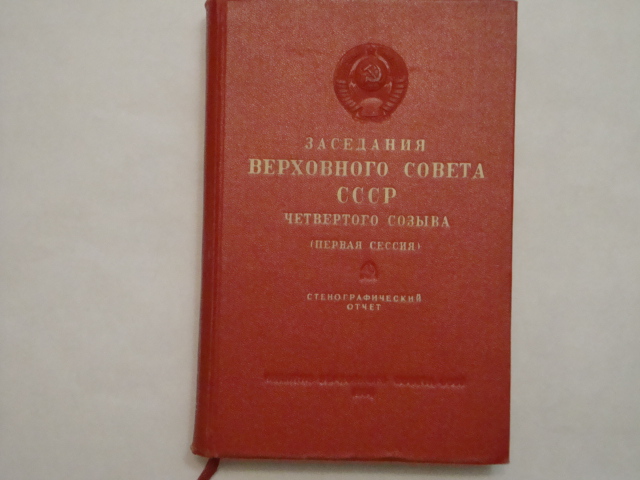 ЗАСЕДАНИЯ
ВЕРХОВНОГО СОВЕТА
СССР
ЧЕТВЕРТОГО СОЗЫВА
(ПЕРВАЯ СЕССИЯ)
СТЕНОГРАФИЧЕСКИЙ
ОТЧЕТ